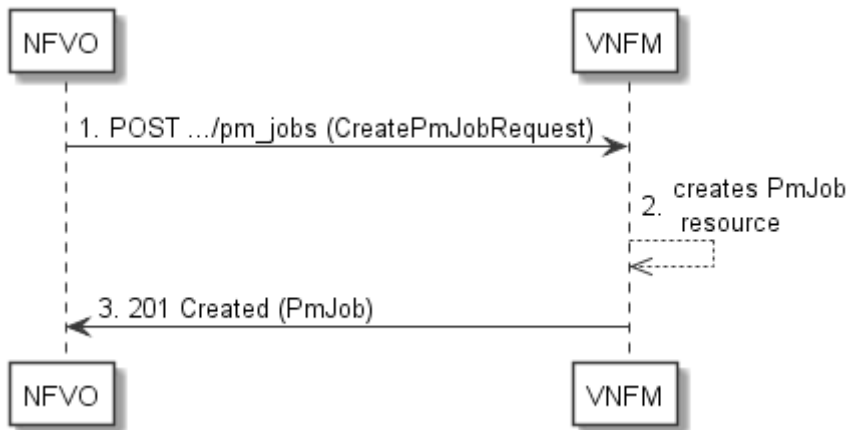 NFVO
VNFM
1. POST .../pm_jobs (CreatePmJobRequest)
2. creates PmJob
resource
3. 201 Created (PmJob)
NFVO
VNFM